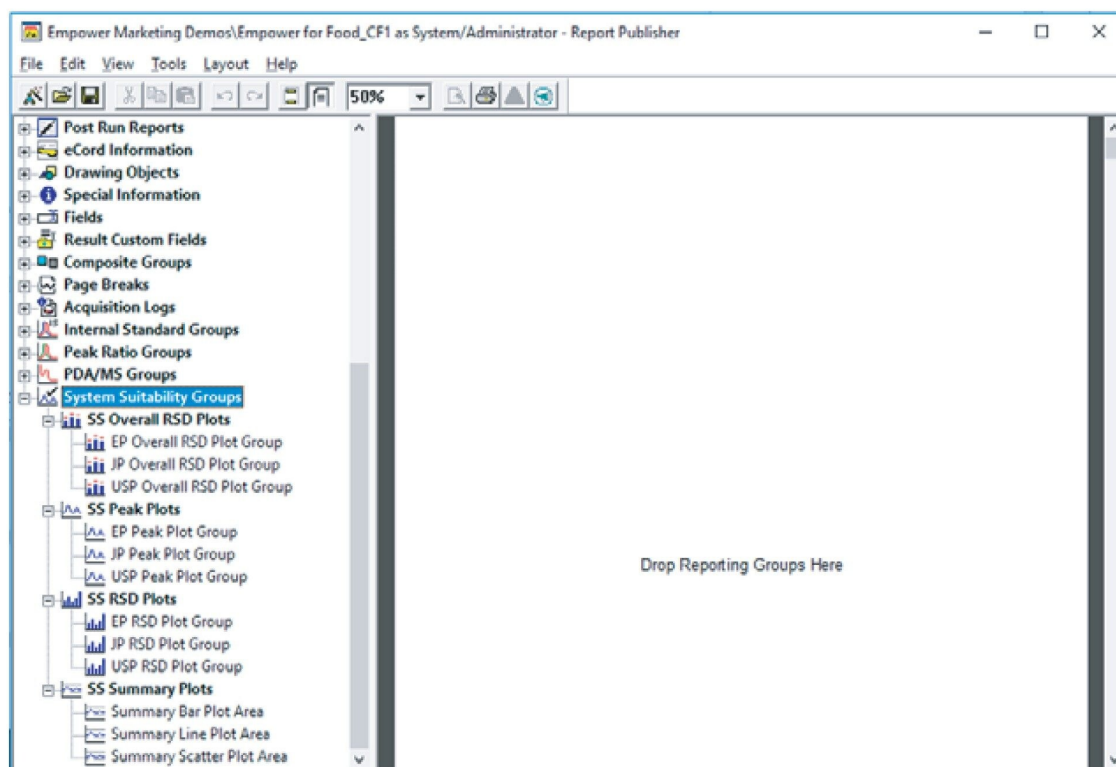 Empower Marketing Demos\Empower for Food_CF1 as System/Administrator - Report Publisher
File Edit View Tools Layout Help
50%
Post Run Reports
eCord Information
Drawing Objects
Special Information
Fields
Result Custom Fields
Composite Groups
Page Breaks
Acquisition Logs
Internal Standard Groups
Peak Ratio Groups
PDA/MS Groups
System Suitability Groups
SS Overall RSD Plots
EP Overall RSD Plot Group
JP Overall RSD Plot Group
USP Overall RSD Plot Group
SS Peak Plots
EP Peak Plot Group
JP Peak Plot Group
USP Peak Plot Group
SS RSD Plots
EP RSD Plot Group
JP RSD Plot Group
USP RSD Plot Group
SS Summary Plots
Summary Bar Plot Area
Summary Line Plot Area
Summary Scatter Plot Area
Drop Reporting Groups Here